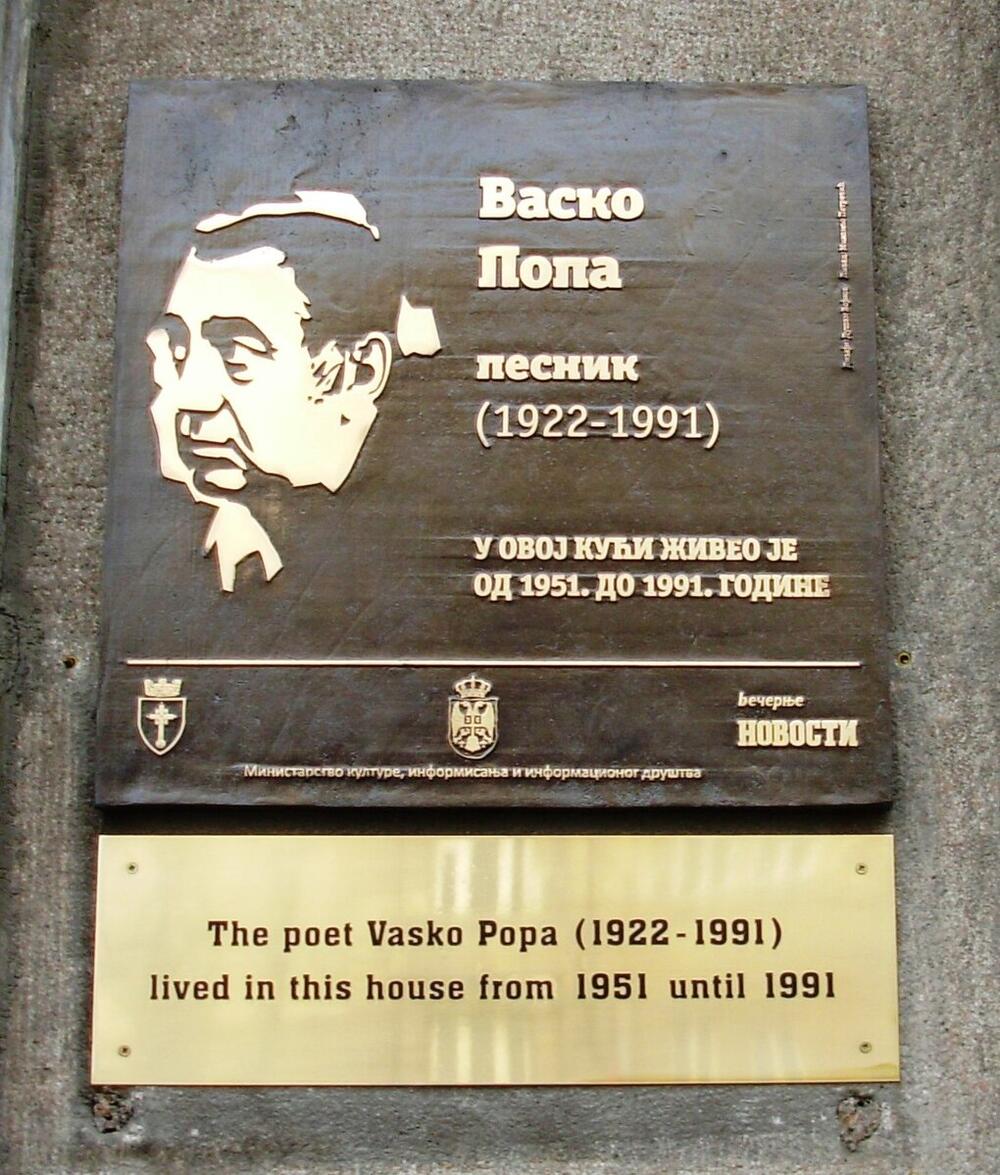 Васко
Попа
песник
(1922-1991)
У ОВОЈ КУЋИ ЖИВЕО ЈЕ
ОД 1951. ДО 1991. ГОДИНЕ
Вечерње
НОВОСТИ
Министарство културе, информисања и информационог друштва
The poet Vasko Popa (1922-1991)
lived in this house from 1951 until 1991